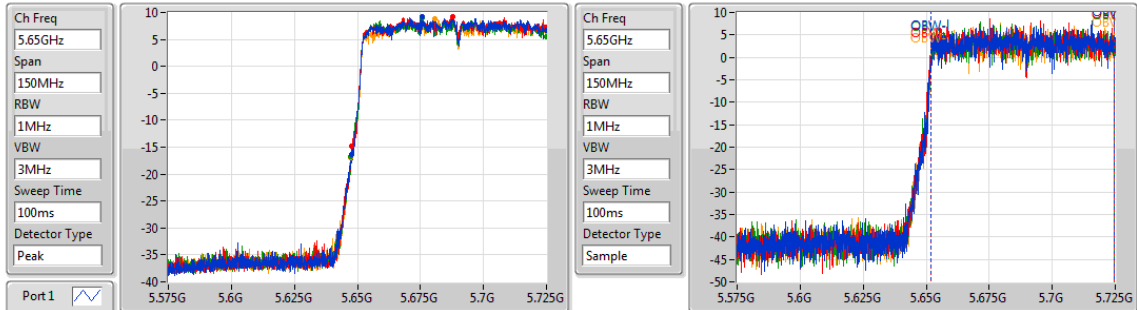 Ch Freq
5.65GHz
Span
150MHz
RBW
1MHz
VBW
3MHz
Sweep Time
100ms
Detector Type
Peak
Port 1
10
5
0
-5
-10
-15
-20
-25
-30
-35
-40
5.575G 5.6G 5.625G 5.65G 5.675G 5.7G 5.725G
Ch Freq
5.65GHz
Span
150MHz
RBW
1MHz
VBW
3MHz
Sweep Time
100ms
Detector Type
Sample
10
5
0
-5
-10
-15
-20
-25
-30
-35
-40
-45
-50
5.575G 5.6G 5.625G 5.65G 5.675G 5.7G 5.725G